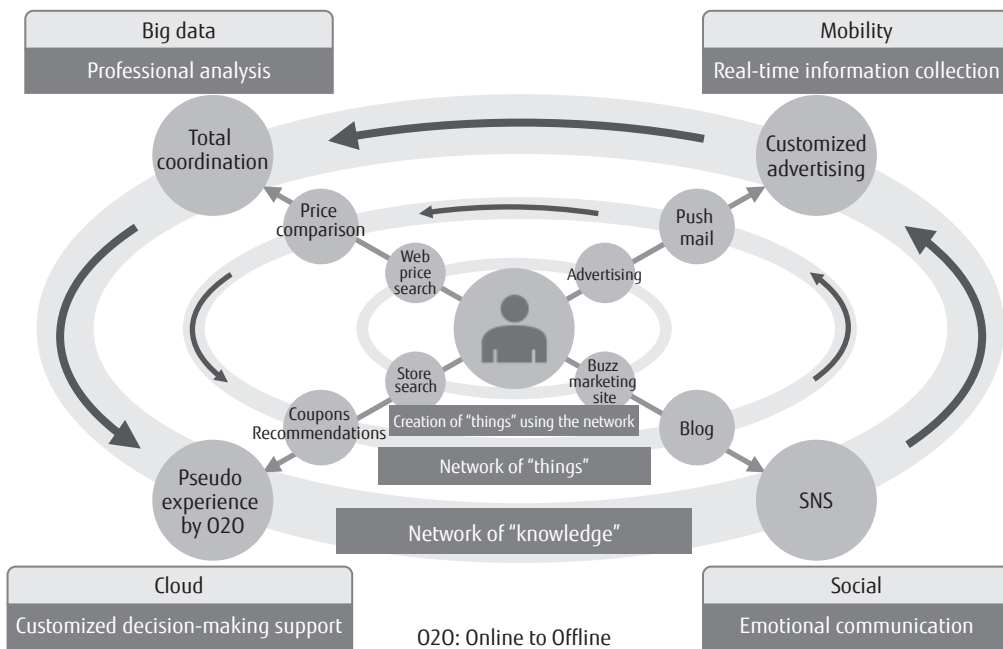 Big data
Professional analysis
Mobility
Real-time information collection
Total
coordination
Customized
advertising
Price
comparison
Push
mail
Web
price
search
Advertising
Store
search
Buzz
marketing
site
Coupons
Recommendations
Creation of “things” using the network
Blog
Network of “things”
Pseudo
experience
by O2O
SNS
Network of “knowledge”
Cloud
Customized decision-making support
Social
Emotional communication
O2O: Online to Offline